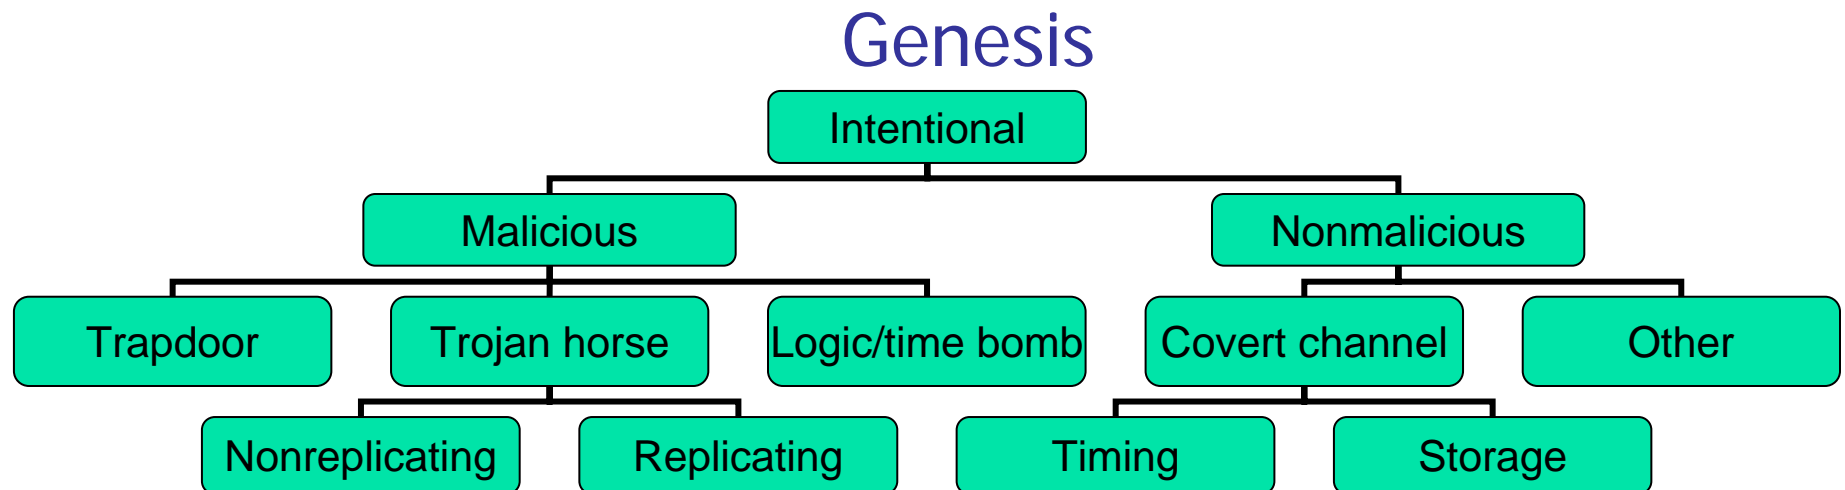 Genesis
Intentional
Malicious
Nonmalicious
Trapdoor
Trojan horse
Logic/time bomb
Covert channel
Other
Nonreplicating
Replicating
Timing
Storage